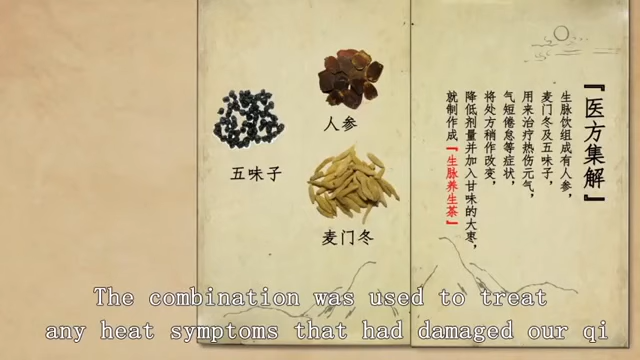 『医方集解』
生脉饮组成有人参，
麦门冬及五味子，
用来治疗热伤元气，
气短倦怠等症状，
将处方稍作改变，
降低剂量并加入甘味的大枣，
就制作成『生脉养生茶』
人参
五味子
麦门冬
The combination was used to treat
any heat symptoms that had damaged our qi